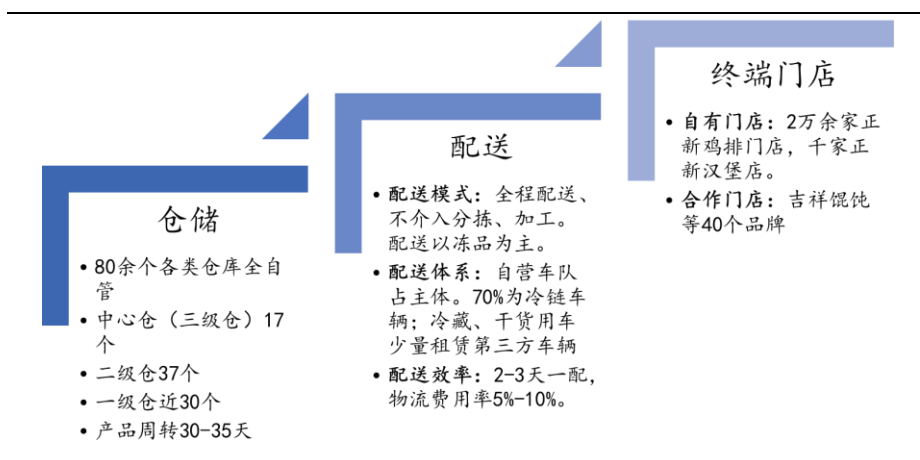 仓储
• 80余个各类仓库全自
管
• 中心仓（三级仓）17
个
• 二级仓37个
• 一级仓近30个
• 产品周转30-35天
配送
• 配送模式：全程配送、
不介入分拣、加工。
配送以冻品为主。
• 配送体系：自营车队
占主体。70%为冷链车
辆；冷藏、干货用车
少量租赁第三方车辆
• 配送效率：2-3天一配，
物流费用率5%-10%。
终端门店
• 自有门店：2万余家正
新鸡排门店，千家正
新汉堡店。
• 合作门店：吉祥馄饨
等40个品牌